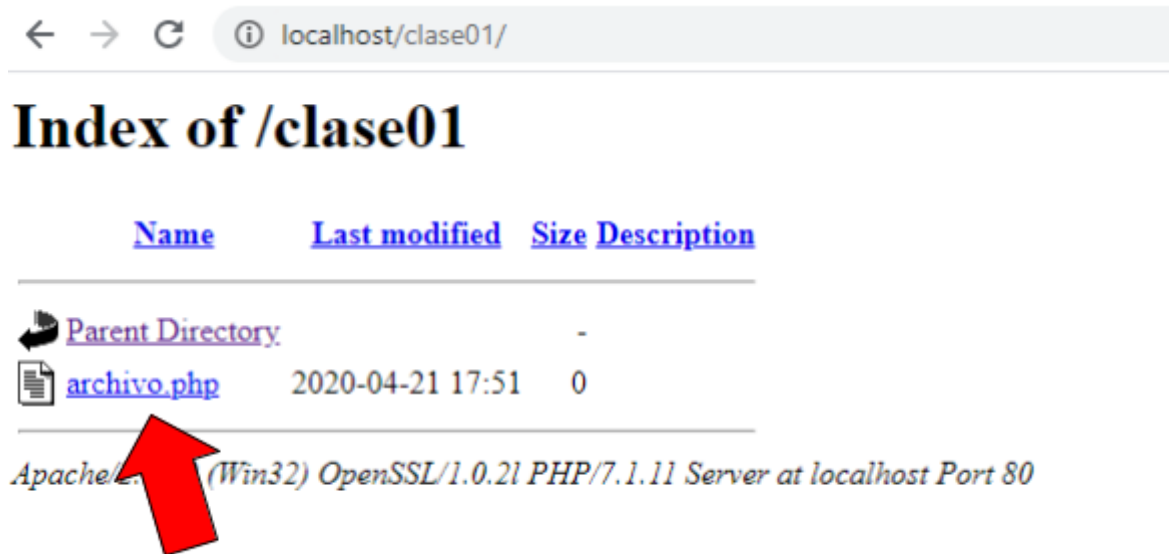 localhost/clase01/
Index of /clase01
Name Last modified Size Description
Parent Directory -
archivo.php 2020-04-21 17:51 0
(Win32) OpenSSL/1.0.2l PHP/7.1.11 Server at localhost Port 80